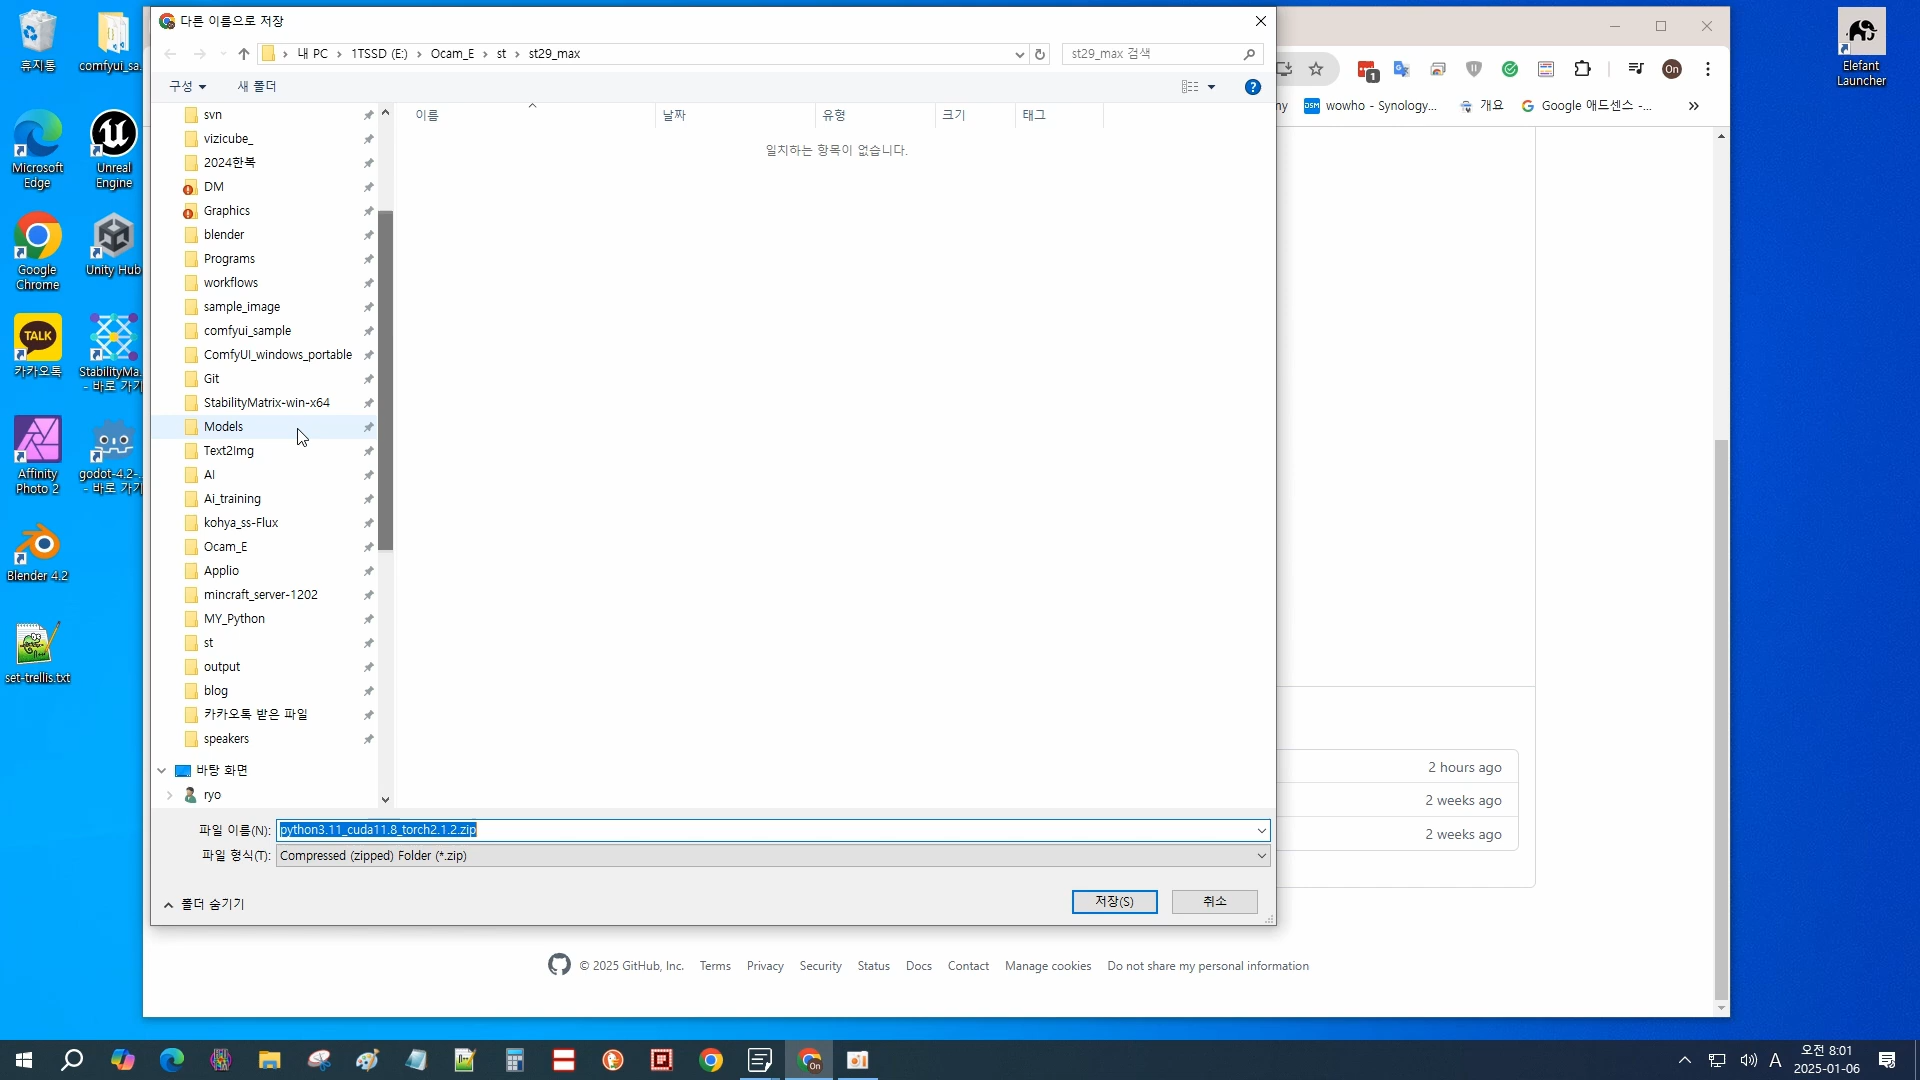 다른 이름으로 저장
내 PC > 1TSSD (E:) > Ocam_E > st > st29_max
st29_max 검색
구성
새 폴더
?
이름
날짜
유형
크기
태그
일치하는 항목이 없습니다.
svn
vizicube_
2024한복
DM
Graphics
blender
Programs
workflows
sample_image
comfyui_sample
ComfyUI_windows_portable
Git
StabilityMatrix-win-x64
Models
Text2Img
AI
Ai_training
kohya_ss-Flux
Ocam_E
Applio
mincraft_server-1202
MY_Python
st
output
blog
카카오톡 받은 파일
speakers
바탕 화면
ryo
파일 이름(N):
python3.11_cuda11.8_torch2.1.2.zip
파일 형식(T):
Compressed (zipped) Folder (*.zip)
폴더 숨기기
저장(S)
취소
휴지통
comfyui_sa...
Microsoft
Edge
Unreal
Engine
Google
Chrome
Unity Hub
TALK
카카오톡
StabilityMa...
- 바로 가기
Affinity
Photo 2
godot-4.2-...
- 바로 가기
Blender 4.2
set-trellis.txt
Elefant
Launcher
1
On
ny
DSM
wowho - Synology...
개요
Google 애드센스 -...
»
2 hours ago
2 weeks ago
2 weeks ago
© 2025 GitHub, Inc.
Terms
Privacy
Security
Status
Docs
Contact
Manage cookies
Do not share my personal information
On
A
오전 8:01
2025-01-06